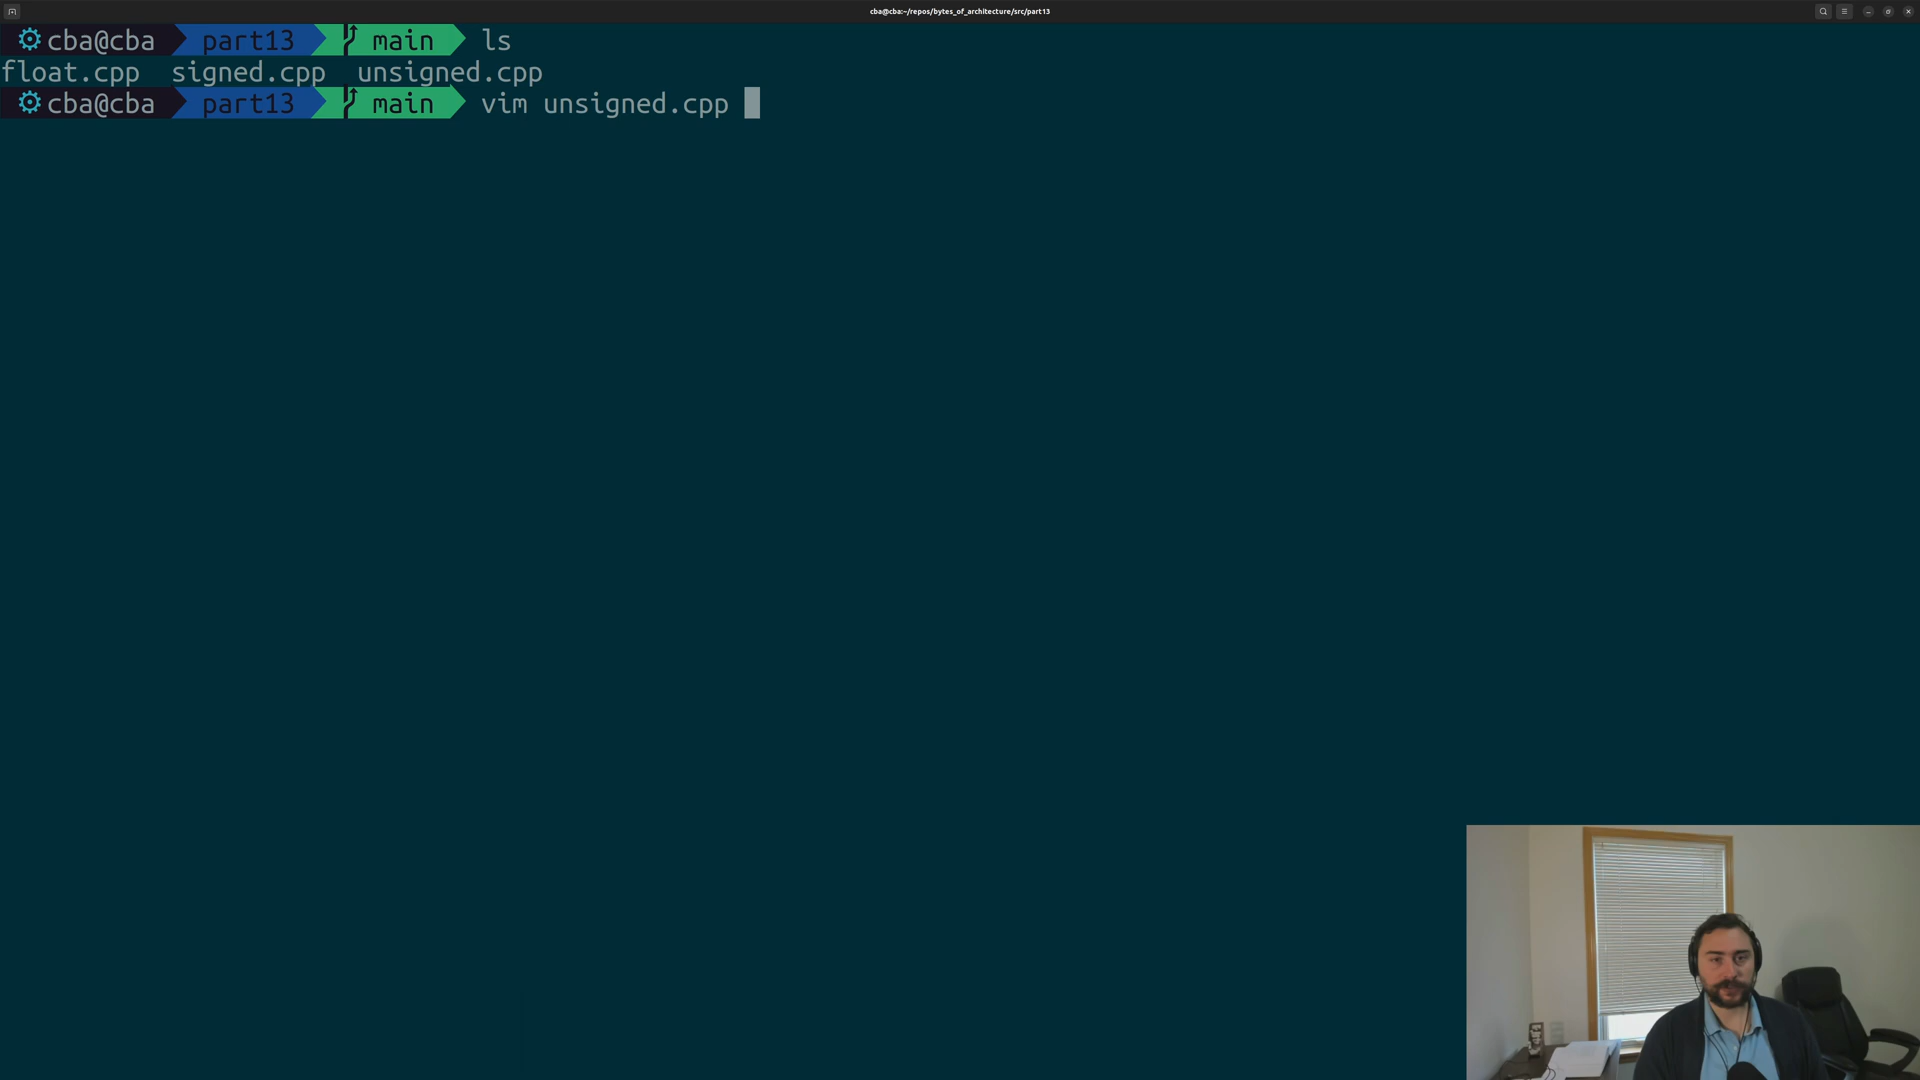 cba@cba:~/repos/bytes_of_architecture/src/part13
cba@cba part13 main ls
float.cpp signed.cpp unsigned.cpp
cba@cba part13 main vim unsigned.cpp